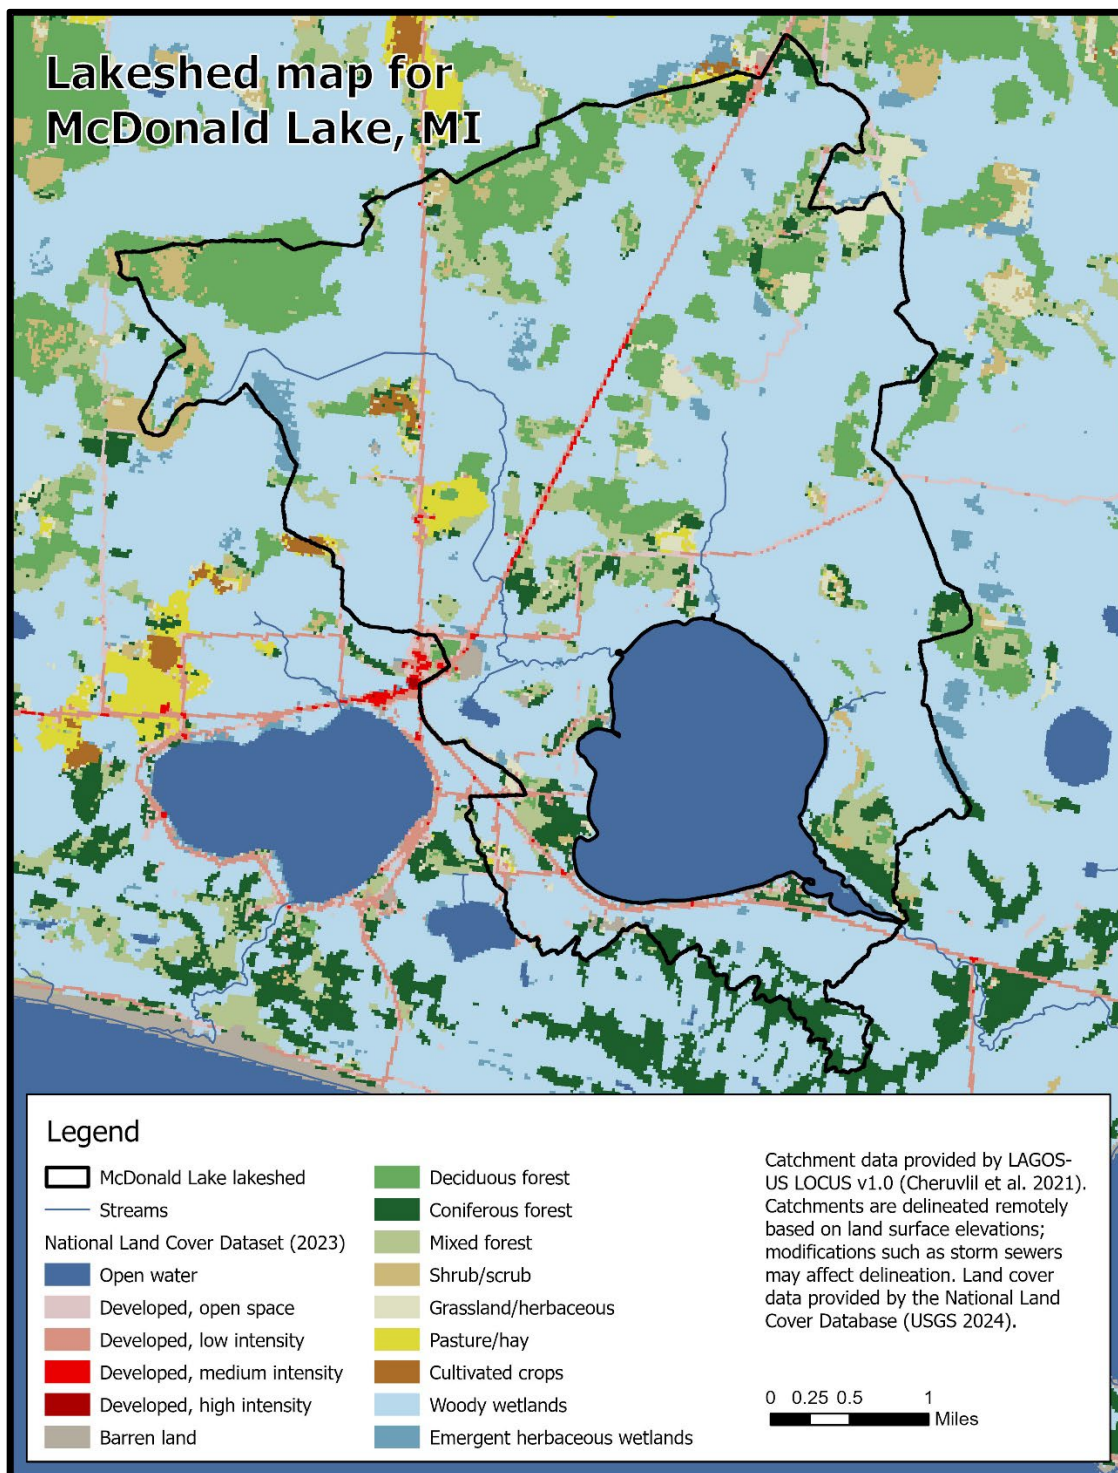 Lakeshed map for
McDonald Lake, MI
Legend
McDonald Lake lakeshed
Streams
National Land Cover Dataset (2023)
Open water
Developed, open space
Developed, low intensity
Developed, medium intensity
Developed, high intensity
Barren land
Deciduous forest
Coniferous forest
Mixed forest
Shrub/scrub
Grassland/herbaceous
Pasture/hay
Cultivated crops
Woody wetlands
Emergent herbaceous wetlands
Catchment data provided by LAGOS-
US LOCUS v1.0 (Cheruvlil et al. 2021).
Catchments are delineated remotely
based on land surface elevations;
modifications such as storm sewers
may affect delineation. Land cover
data provided by the National Land
Cover Database (USGS 2024).
0 0.25 0.5 1
Miles